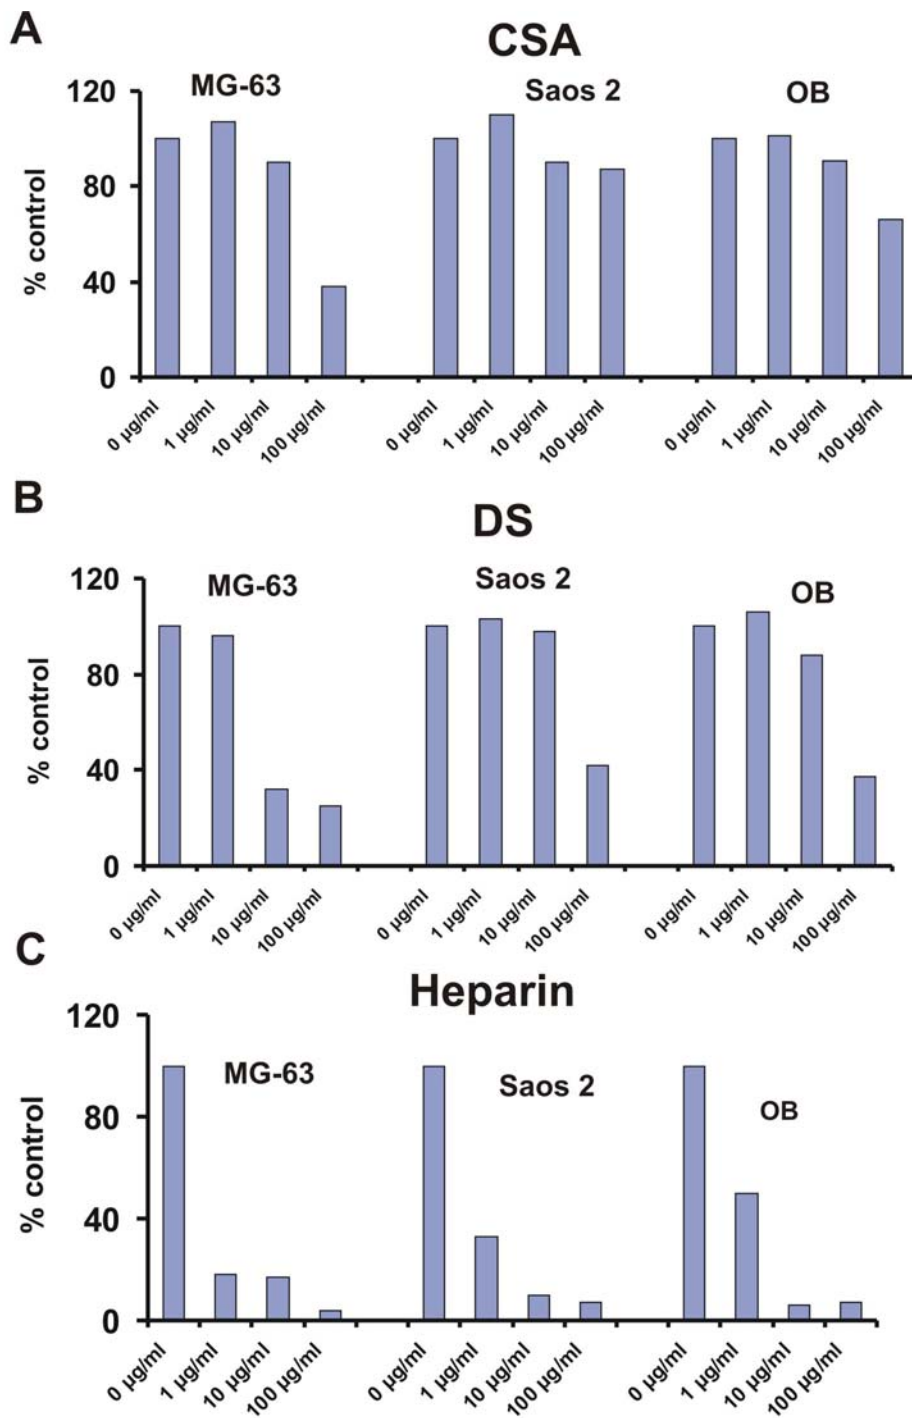 A
CSA
MG-63
Saos 2
OB
% control
120
80
40
0
0 µg/ml
1 µg/ml
10 µg/ml
100 µg/ml
0 µg/ml
1 µg/ml
10 µg/ml
100 µg/ml
0 µg/ml
1 µg/ml
10 µg/ml
100 µg/ml
B
DS
MG-63
Saos 2
OB
% control
120
80
40
0
0 µg/ml
1 µg/ml
10 µg/ml
100 µg/ml
0 µg/ml
1 µg/ml
10 µg/ml
100 µg/ml
0 µg/ml
1 µg/ml
10 µg/ml
100 µg/ml
C
Heparin
MG-63
Saos 2
OB
% control
120
80
40
0
0 µg/ml
1 µg/ml
10 µg/ml
100 µg/ml
0 µg/ml
1 µg/ml
10 µg/ml
100 µg/ml
0 µg/ml
1 µg/ml
10 µg/ml
100 µg/ml